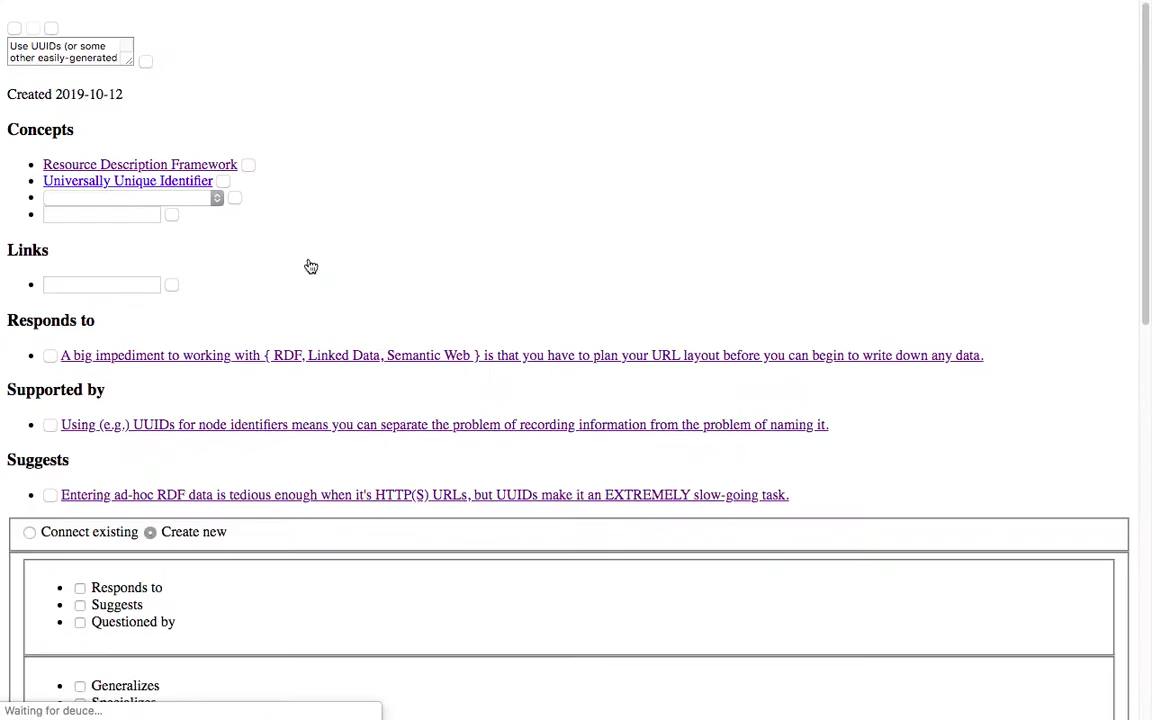 Use UUIDs (or some
other easily-generated
Created 2019-10-12
Concepts
Resource Description Framework
Universally Unique Identifier
Links
Responds to
A big impediment to working with { RDF, Linked Data, Semantic Web } is that you have to plan your URL layout before you can begin to write down any data.
Supported by
Using (e.g.) UUIDs for node identifiers means you can separate the problem of recording information from the problem of naming it.
Suggests
Entering ad-hoc RDF data is tedious enough when it's HTTP(S) URLs, but UUIDs make it an EXTREMELY slow-going task.
Connect existing Create new
Responds to
Suggests
Questioned by
Generalizes
Specializes
Waiting for deuce...